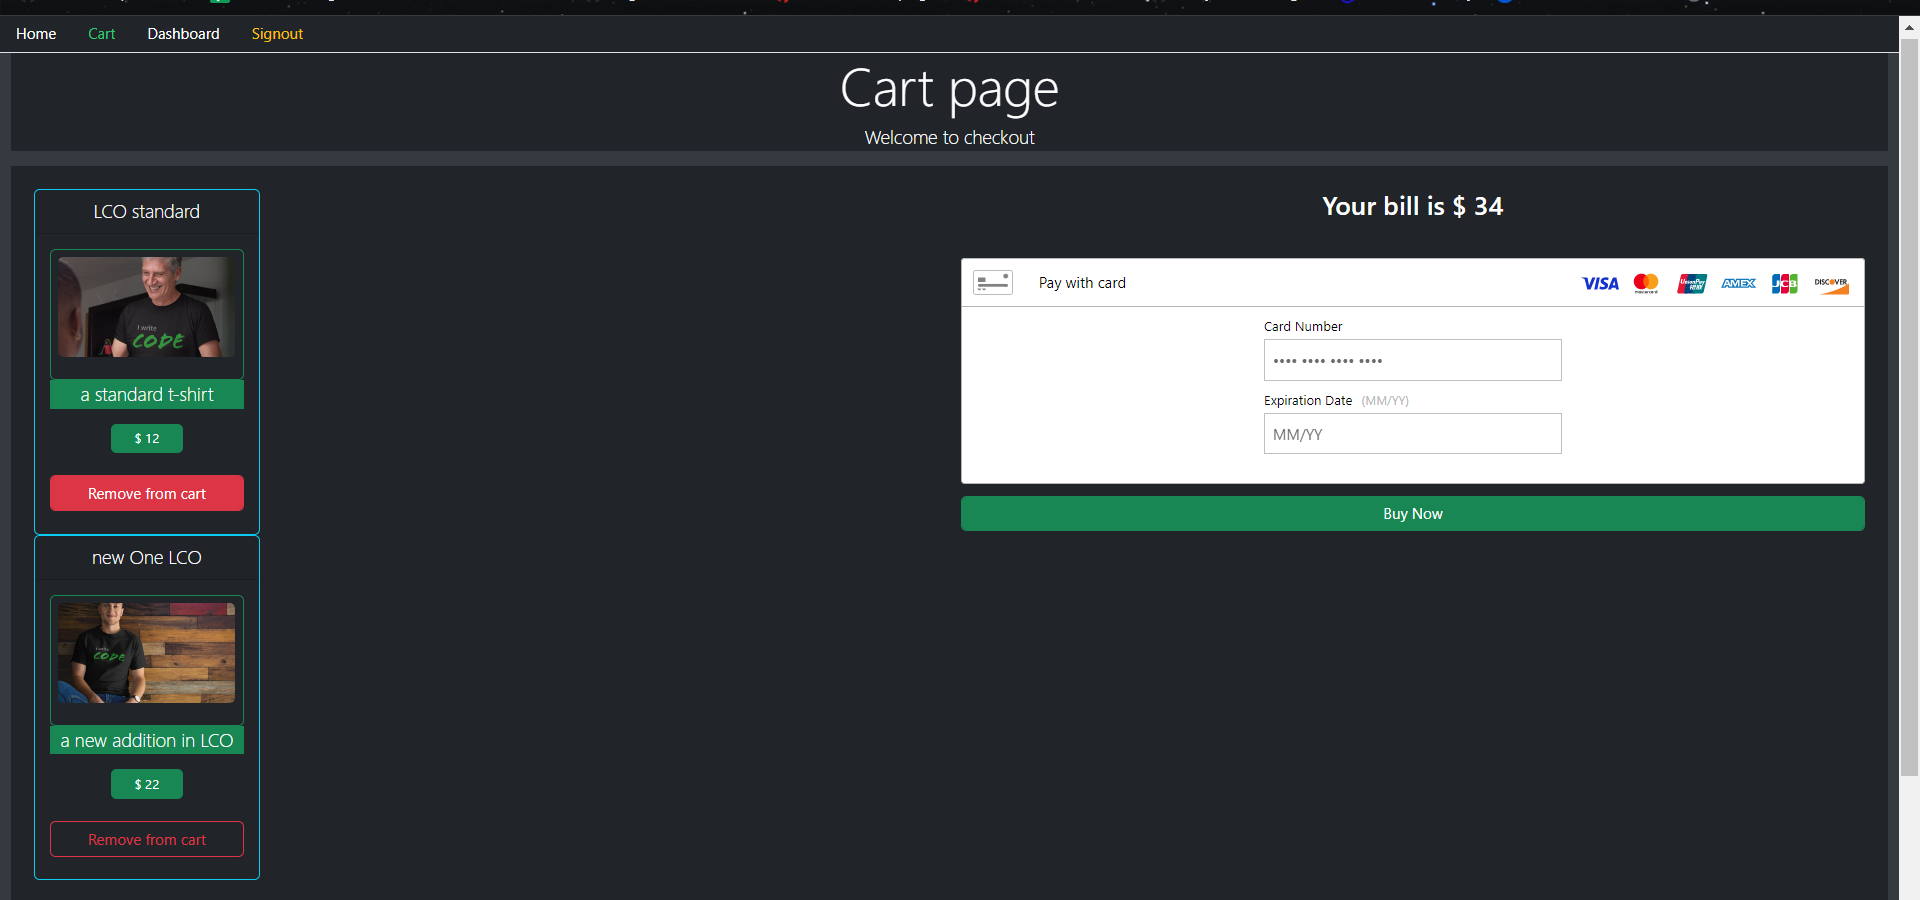 Home Cart Dashboard Signout
Cart page
Welcome to checkout
LCO standard
I write
CODE
a standard t-shirt
$ 12
Remove from cart
new One LCO
CODE
a new addition in LCO
$ 22
Remove from cart
Your bill is $ 34
Pay with card
VISA mastercard UnionPay AMEX JCB DISCOVER
Card Number
•••• •••• •••• ••••
Expiration Date (MM/YY)
MM/YY
Buy Now